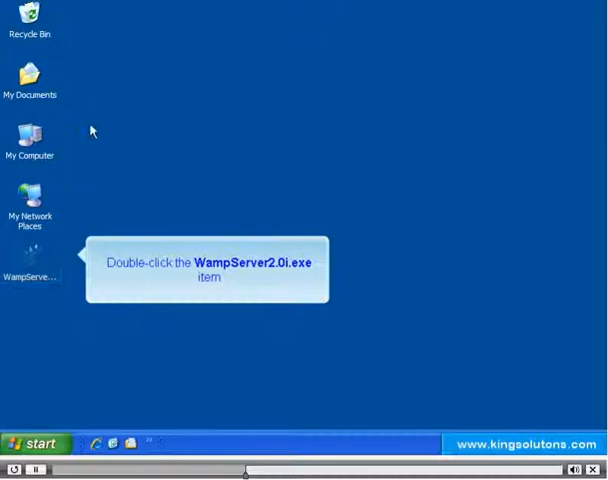 Recycle Bin
My Documents
My Computer
My Network
Places
WampServe...
Double-click the WampServer2.0i.exe
item
start
www.kingsolutons.com